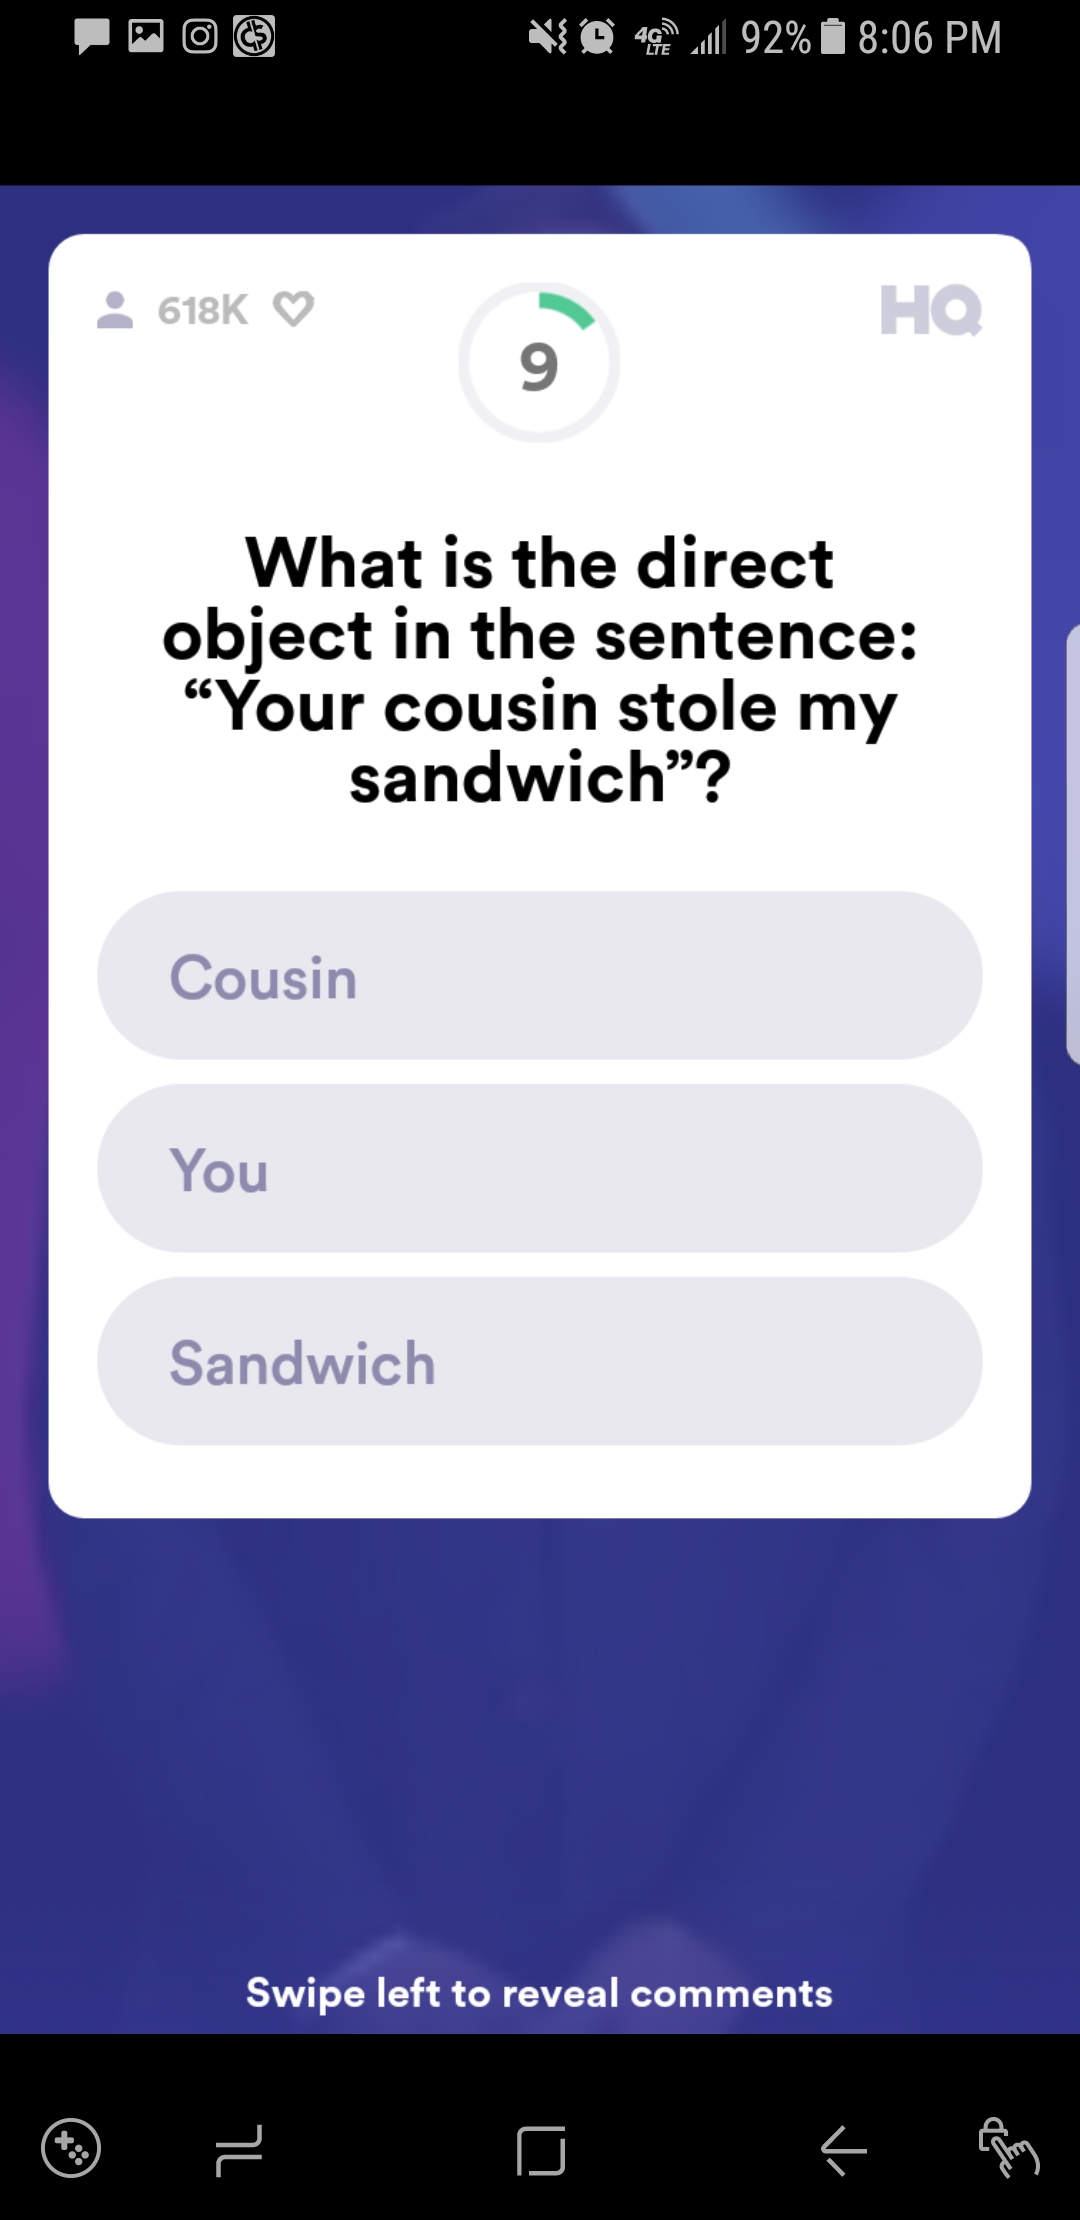 92% 8:06 PM
4G LTE
618K
9
HQ
What is the direct
object in the sentence:
“Your cousin stole my
sandwich”?
Cousin
You
Sandwich
Swipe left to reveal comments